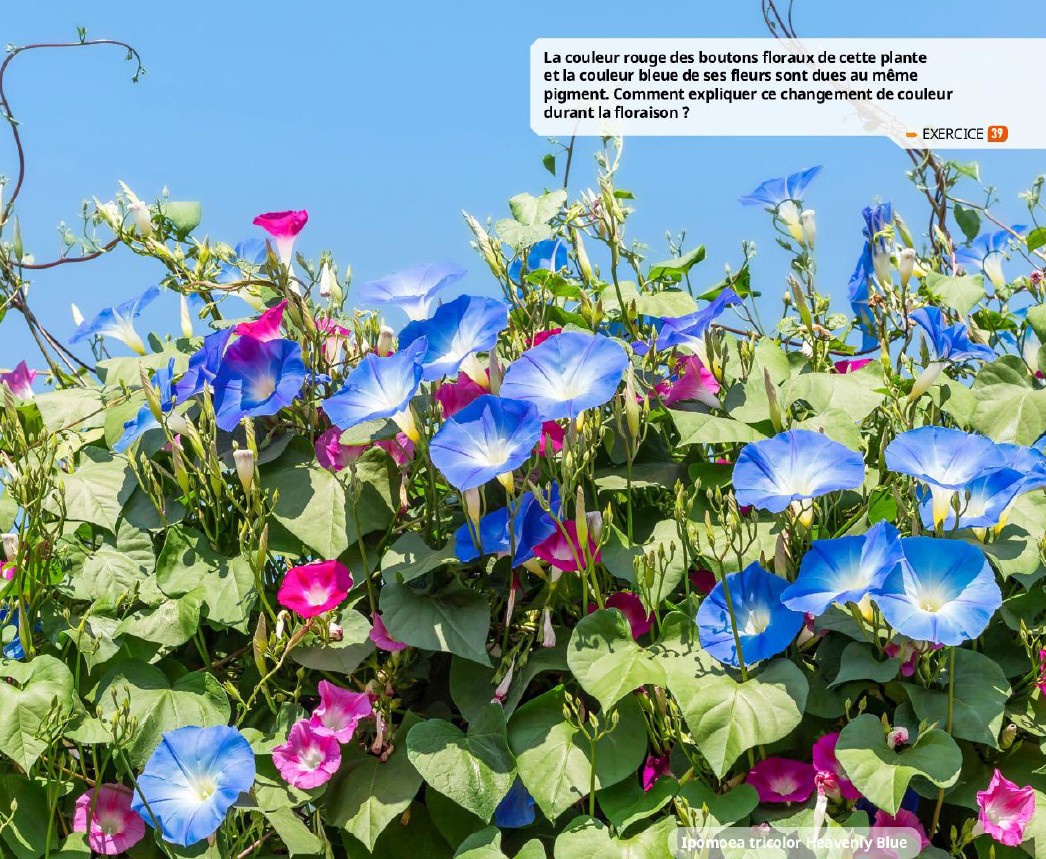 La couleur rouge des boutons floraux de cette plante
et la couleur bleue de ses fleurs sont dues au même
pigment. Comment expliquer ce changement de couleur
durant la floraison ?
EXERCICE 39
Ipomoea tricolor Heavenly Blue